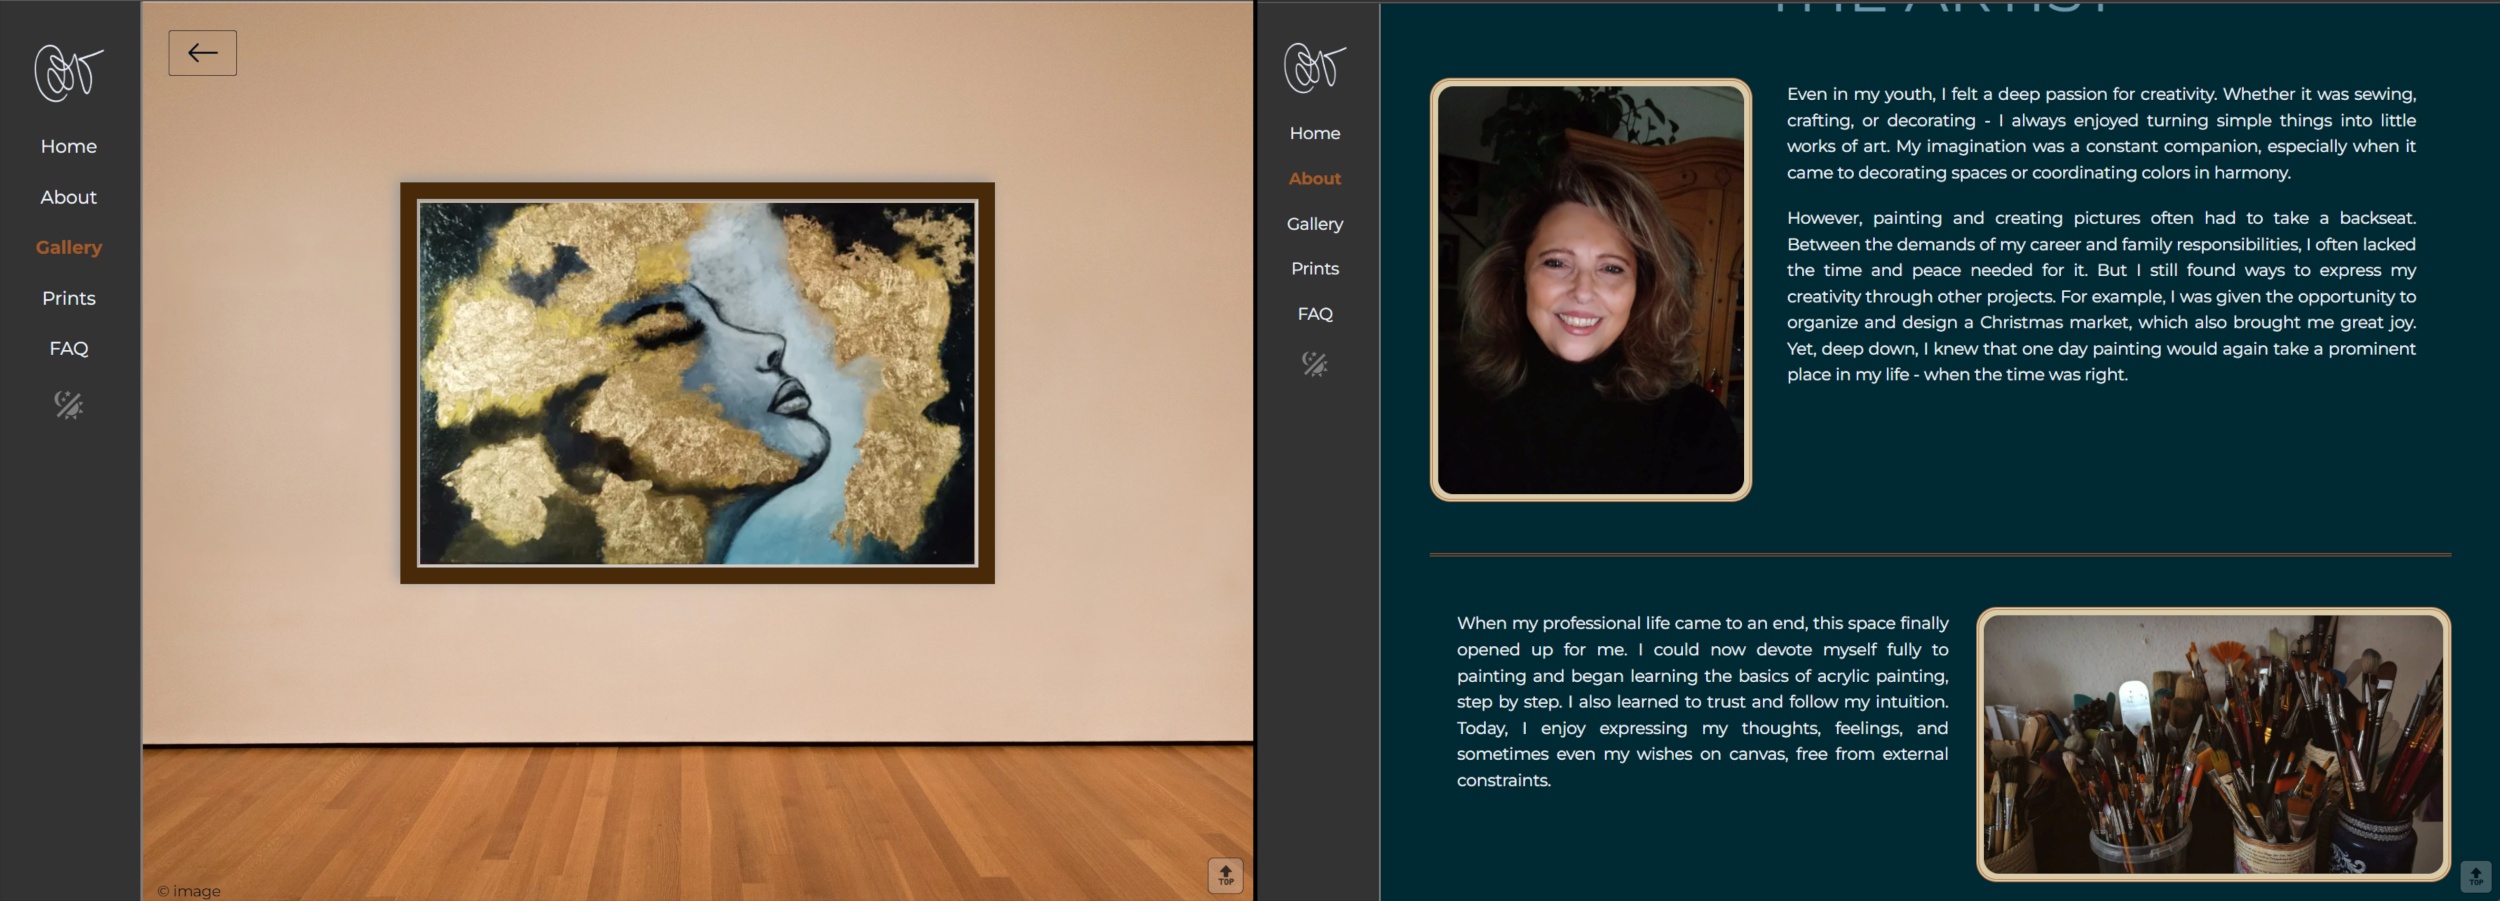 Home
About
Gallery
Prints
FAQ
© image
TOP
THE ARTIST
Home
About
Gallery
Prints
FAQ
Even in my youth, I felt a deep passion for creativity. Whether it was sewing,
crafting, or decorating - I always enjoyed turning simple things into little
works of art. My imagination was a constant companion, especially when it
came to decorating spaces or coordinating colors in harmony.
However, painting and creating pictures often had to take a backseat.
Between the demands of my career and family responsibilities, I often lacked
the time and peace needed for it. But I still found ways to express my
creativity through other projects. For example, I was given the opportunity to
organize and design a Christmas market, which also brought me great joy.
Yet, deep down, I knew that one day painting would again take a prominent
place in my life - when the time was right.
When my professional life came to an end, this space finally
opened up for me. I could now devote myself fully to
painting and began learning the basics of acrylic painting,
step by step. I also learned to trust and follow my intuition.
Today, I enjoy expressing my thoughts, feelings, and
sometimes even my wishes on canvas, free from external
constraints.
TOP